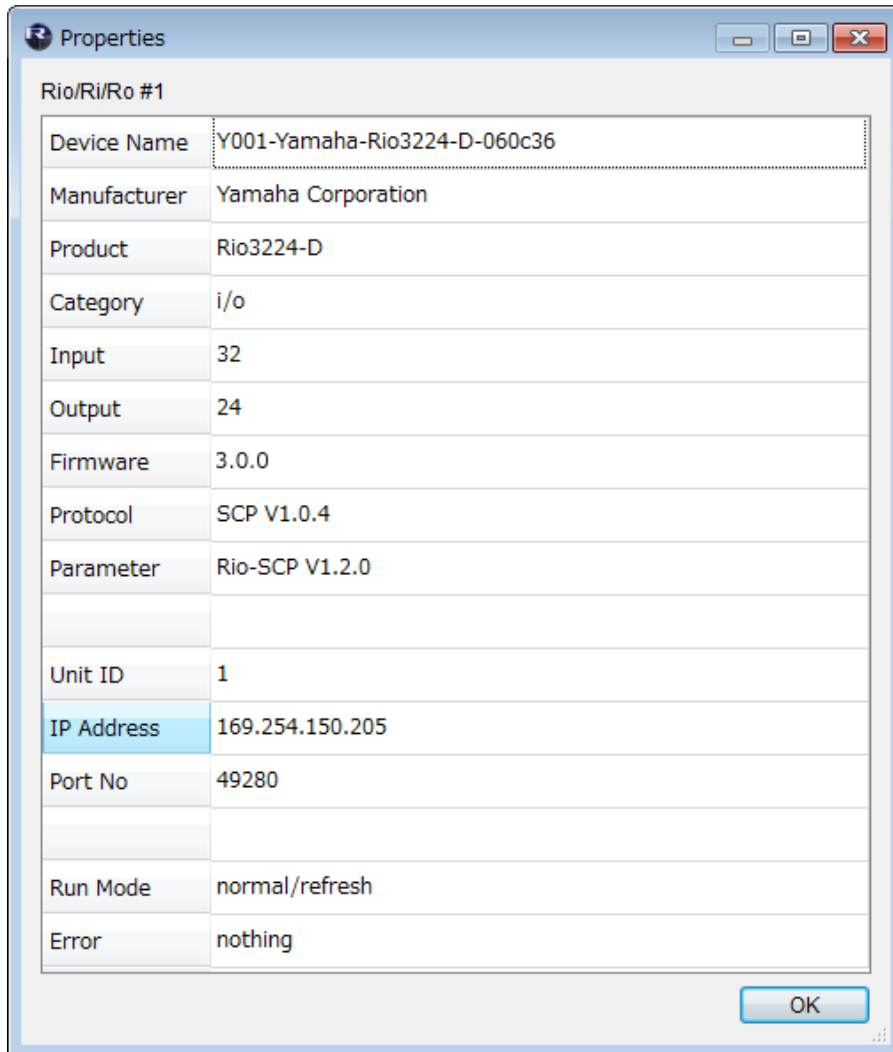 Properties
Rio/Ri/Ro #1
Device Name Y001-Yamaha-Rio3224-D-060c36
Manufacturer Yamaha Corporation
Product Rio3224-D
Category i/o
Input 32
Output 24
Firmware 3.0.0
Protocol SCP V1.0.4
Parameter Rio-SCP V1.2.0
Unit ID 1
IP Address 169.254.150.205
Port No 49280
Run Mode normal/refresh
Error nothing
OK